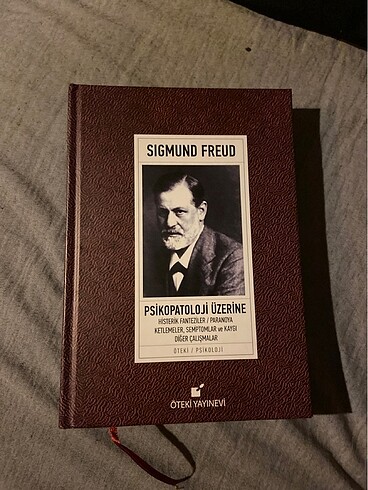 SIGMUND FREUD
PSİKOPATOLOJİ ÜZERİNE
HİSTERİK FANTEZİLER / PARANOYA
KETLEMELER, SEMPTOMLAR ve KAYGI
DİĞER ÇALIŞMALAR
ÖTEKİ / PSİKOLOJİ
ÖTEKİ YAYINEVİ